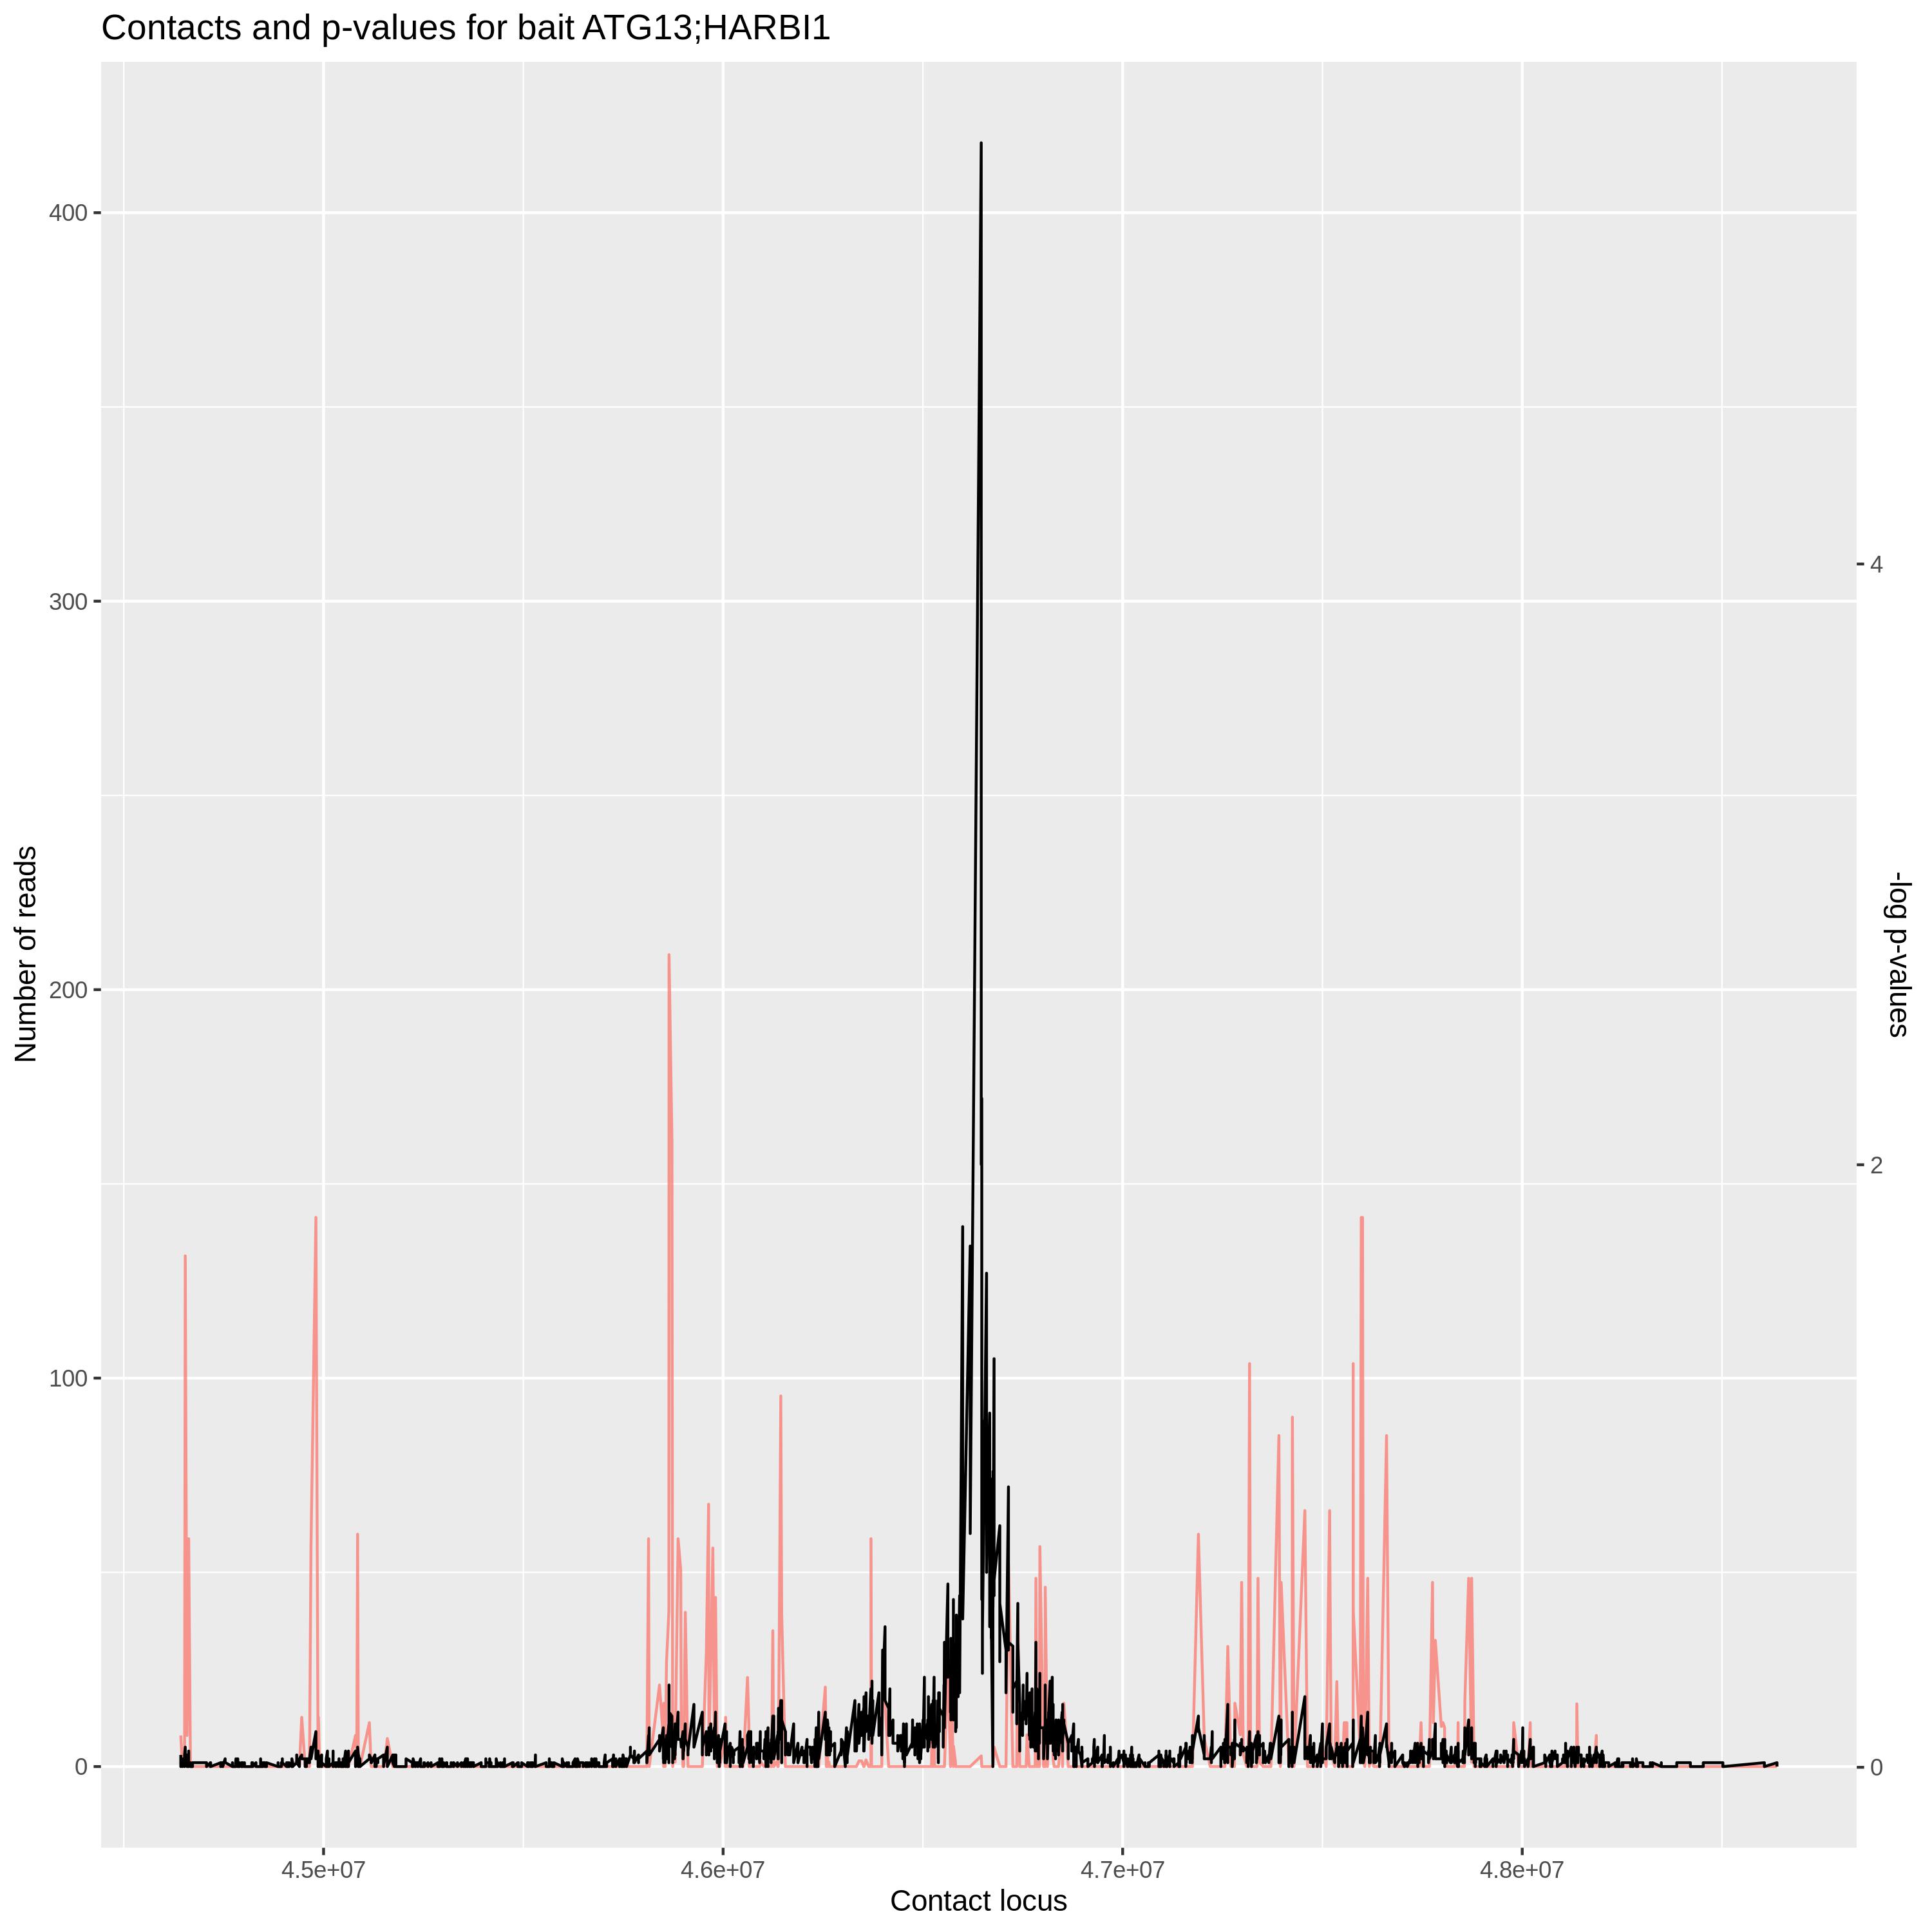 Contacts and p-values for bait ATG13;HARBI1
400
300
200
100
0
Number of reads
4
2
0
-log p-values
4.5e+07
4.6e+07
4.7e+07
4.8e+07
Contact locus